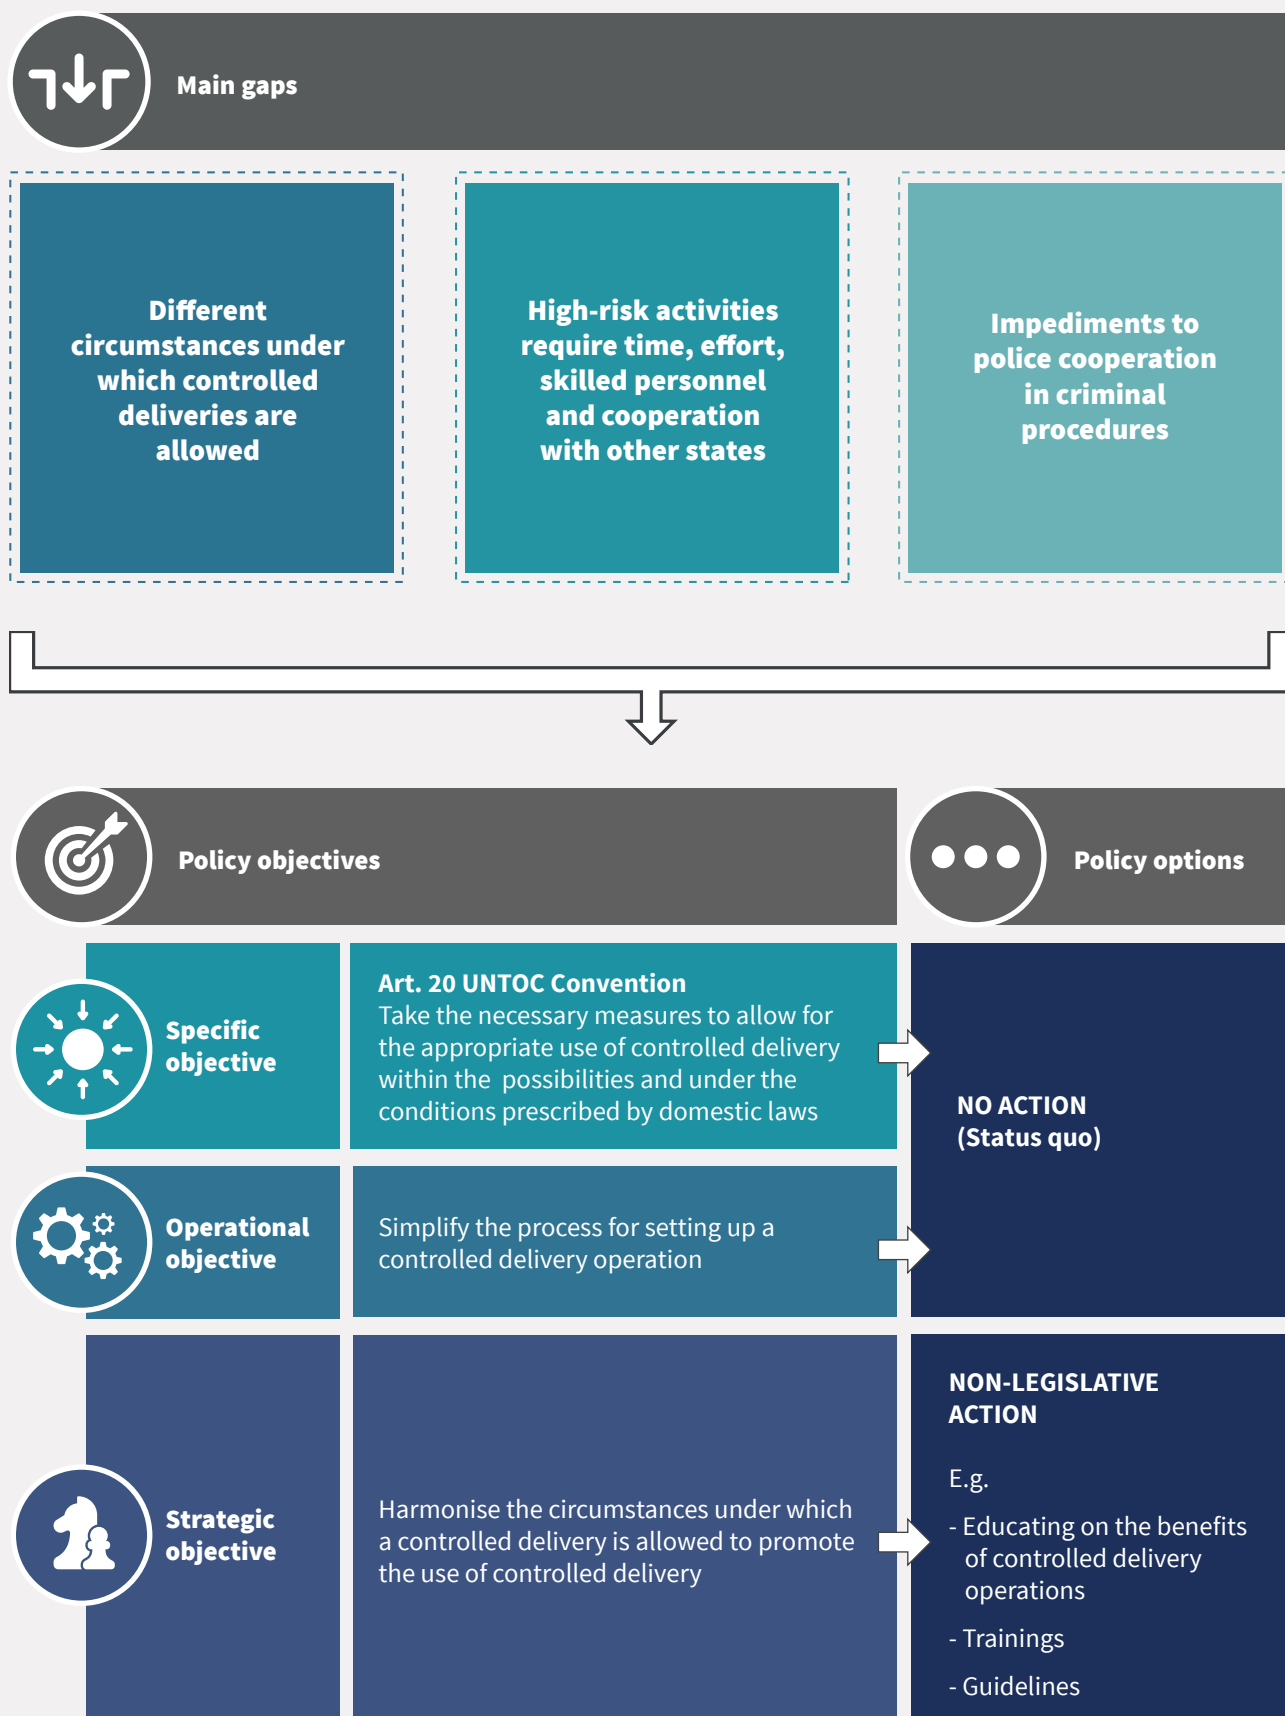 Main gaps
Different
circumstances under
which controlled
deliveries are
allowed
High-risk activities
require time, effort,
skilled personnel
and cooperation
with other states
Impediments to
police cooperation
in criminal
procedures
Policy objectives
Policy options
Specific
objective
Art. 20 UNTOC Convention
Take the necessary measures to allow for
the appropriate use of controlled delivery
within the possibilities and under the
conditions prescribed by domestic laws
NO ACTION
(Status quo)
Operational
objective
Simplify the process for setting up a
controlled delivery operation
Strategic
objective
Harmonise the circumstances under which
a controlled delivery is allowed to promote
the use of controlled delivery
NON-LEGISLATIVE
ACTION
E.g.
- Educating on the benefits
of controlled delivery
operations
- Trainings
- Guidelines